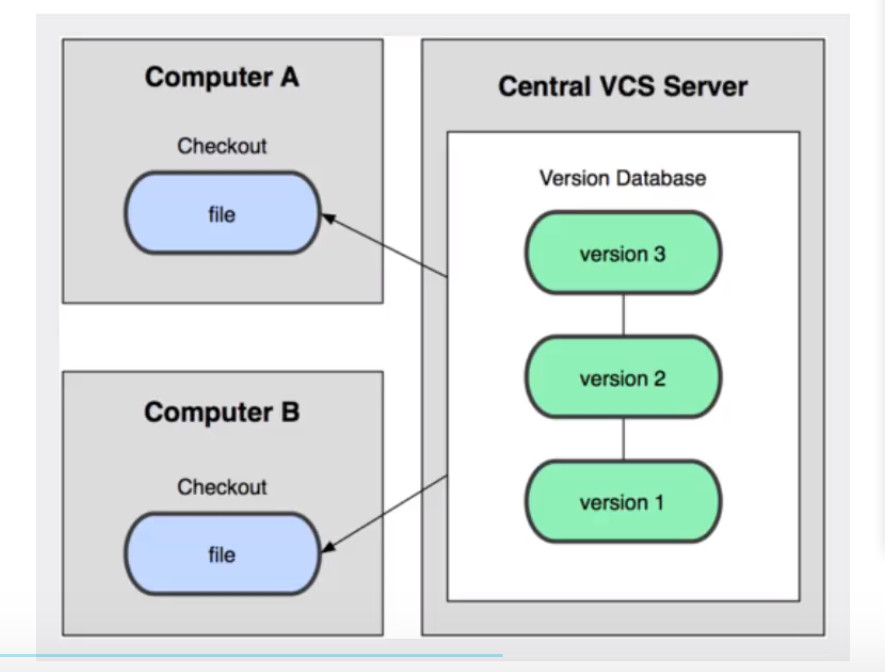 Computer A
Checkout
file
Computer B
Checkout
file
Central VCS Server
Version Database
version 3
version 2
version 1